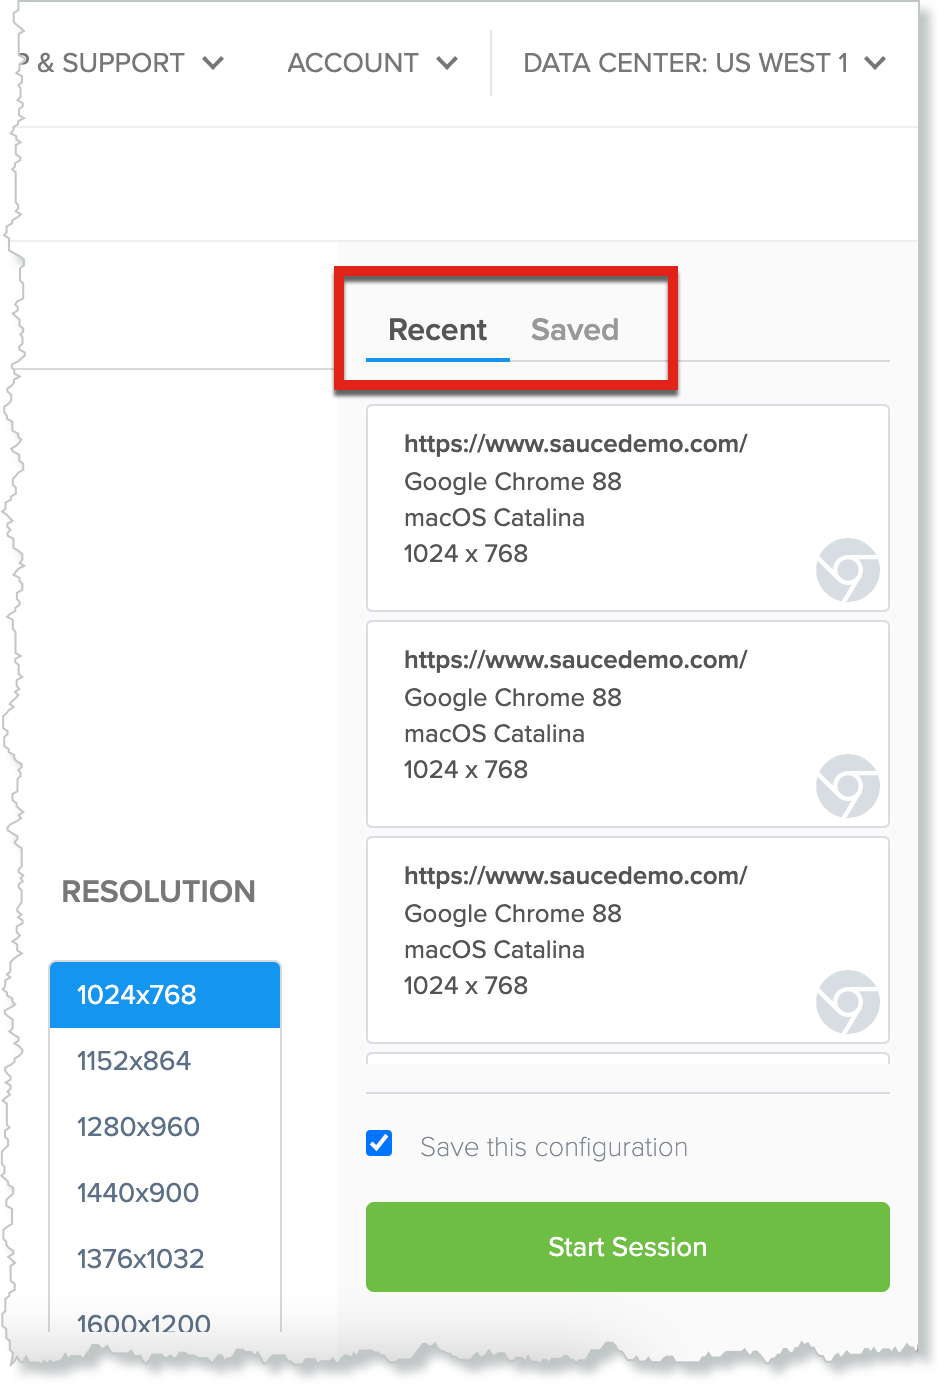 & SUPPORT
ACCOUNT
DATA CENTER: US WEST 1
Recent
Saved
https://www.saucedemo.com/
Google Chrome 88
macOS Catalina
1024 x 768
https://www.saucedemo.com/
Google Chrome 88
macOS Catalina
1024 x 768
https://www.saucedemo.com/
Google Chrome 88
macOS Catalina
1024 x 768
RESOLUTION
1024x768
1152x864
1280x960
1440x900
1376x1032
1600x1200
Save this configuration
Start Session